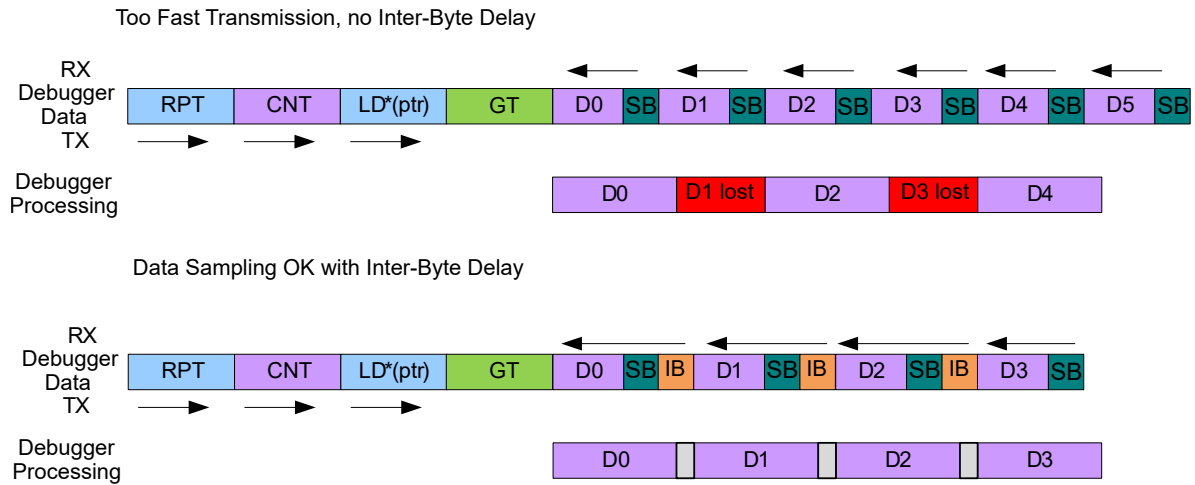 Too Fast Transmission, no Inter-Byte Delay
RX
Debugger
Data
TX
RPT CNT LD*(ptr) GT D0 SB D1 SB D2 SB D3 SB D4 SB D5 SB
Debugger
Processing
D0 D1 lost D2 D3 lost D4
Data Sampling OK with Inter-Byte Delay
RX
Debugger
Data
TX
RPT CNT LD*(ptr) GT D0 SB IB D1 SB IB D2 SB IB D3 SB
Debugger
Processing
D0 D1 D2 D3